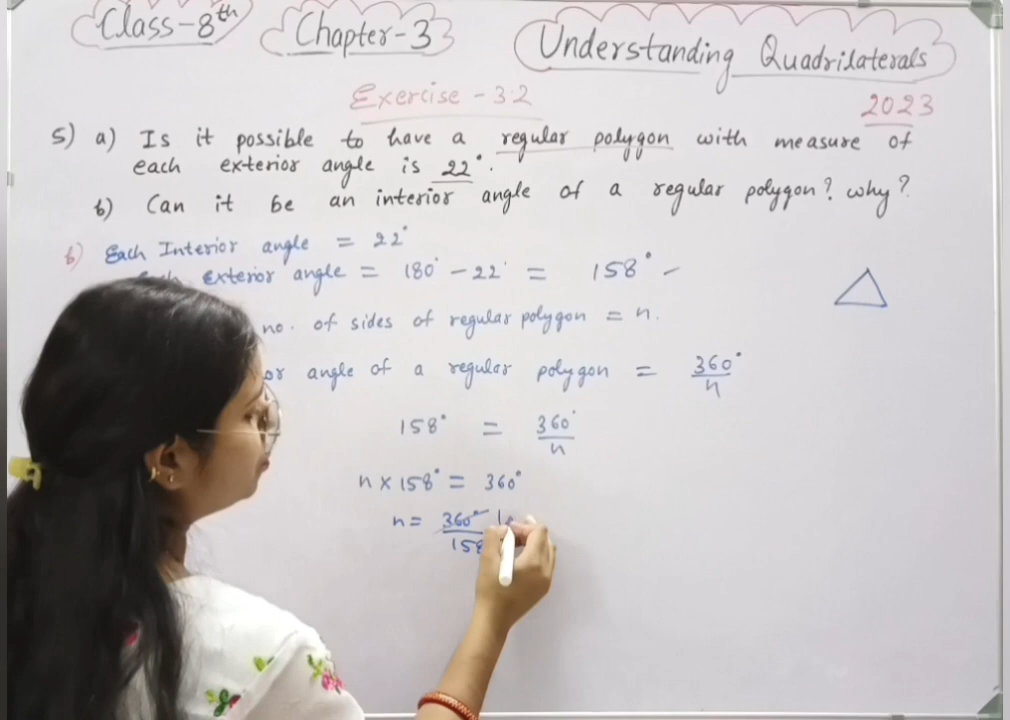 Class-8th Chapter-3 Understanding Quadrilaterals
Exercise - 3.2 2023
5) a) Is it possible to have a regular polygon with measure of
each exterior angle is 22°.
b) Can it be an interior angle of a regular polygon? why?
b) Each Interior angle = 22°
exterior angle = 180° - 22° = 158°
no. of sides of regular polygon = n.
angle of a regular polygon = 360°/n
158° = 360°/n
n × 158° = 360°
n = 360°/158